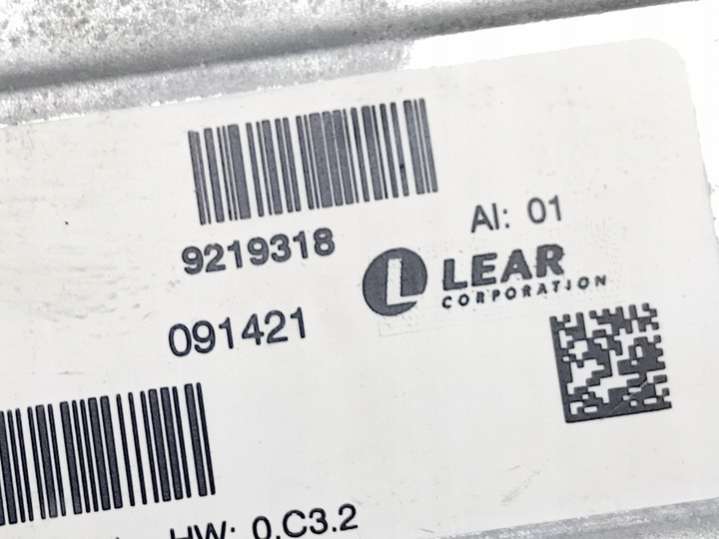 9219318
AI: 01
LEAR
CORPORATION
091421
HW: 0.C3.2